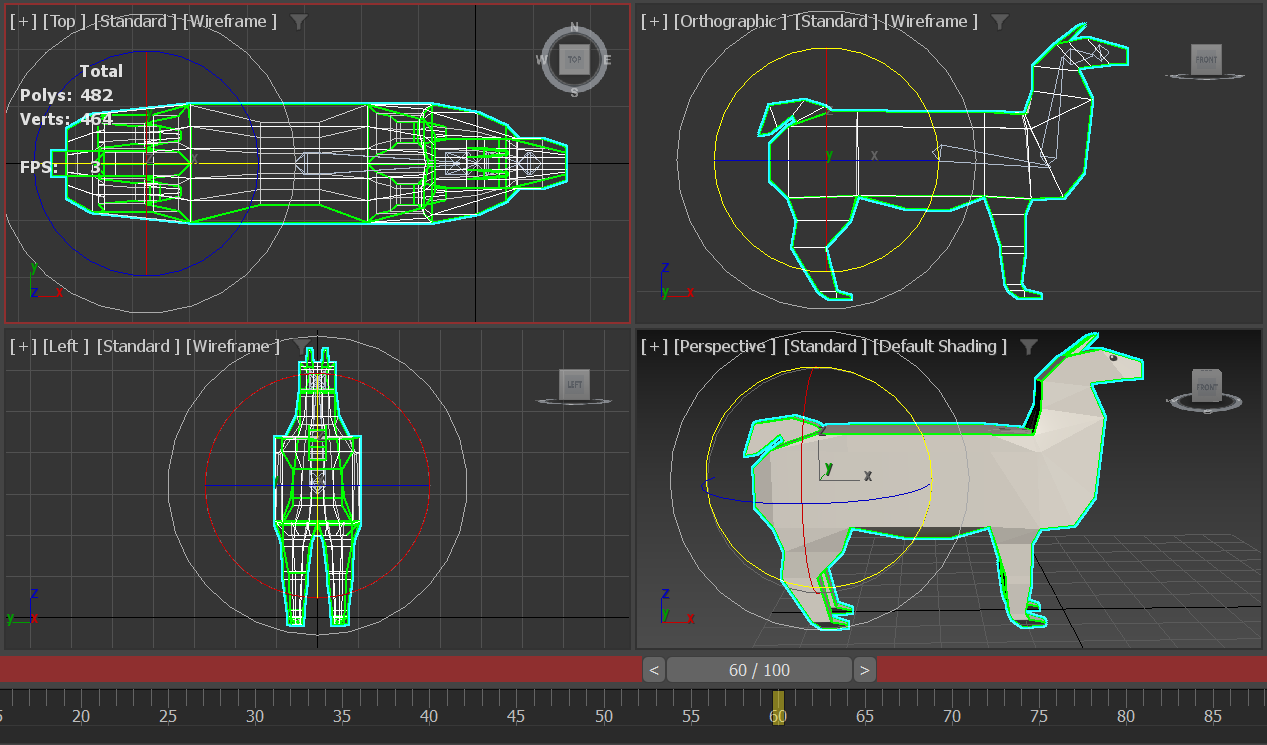 [+] [Top ] [Standard ] [Wireframe ]
Total
Polys: 482
Verts: 464
FPS: 3
N
W TOP E
S
x
y
z x
[+] [Orthographic ] [Standard ] [Wireframe ]
FRONT
y x
z
y x
[+] [Left ] [Standard ] [Wireframe ]
LEFT
z
z
y x
[+] [Perspective ] [Standard ] [Default Shading ]
FRONT
z
y x
z
y x
< 60 / 100 >
20 25 30 35 40 45 50 55 60 65 70 75 80 85